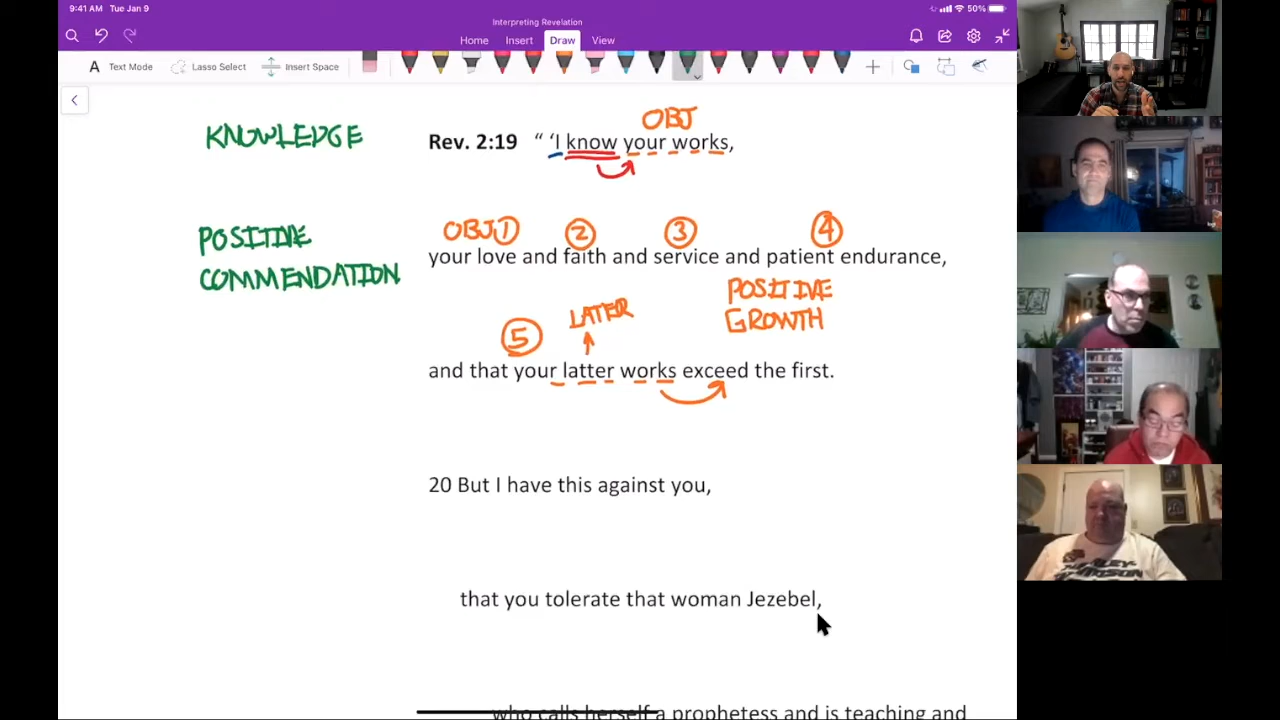 9:41 AM Tue Jan 9
50%
Interpreting Revelation
Home Insert Draw View
A Text Mode Lasso Select Insert Space
OBJ
KNOWLEDGE
Rev. 2:19 “ ‘I know your works,
OBJ 1 2 3 4
POSITIVE
COMMENDATION
your love and faith and service and patient endurance,
POSITIVE
GROWTH
LATER
5
and that your latter works exceed the first.
20 But I have this against you,
that you tolerate that woman Jezebel,
who calls herself a prophetess and is teaching and